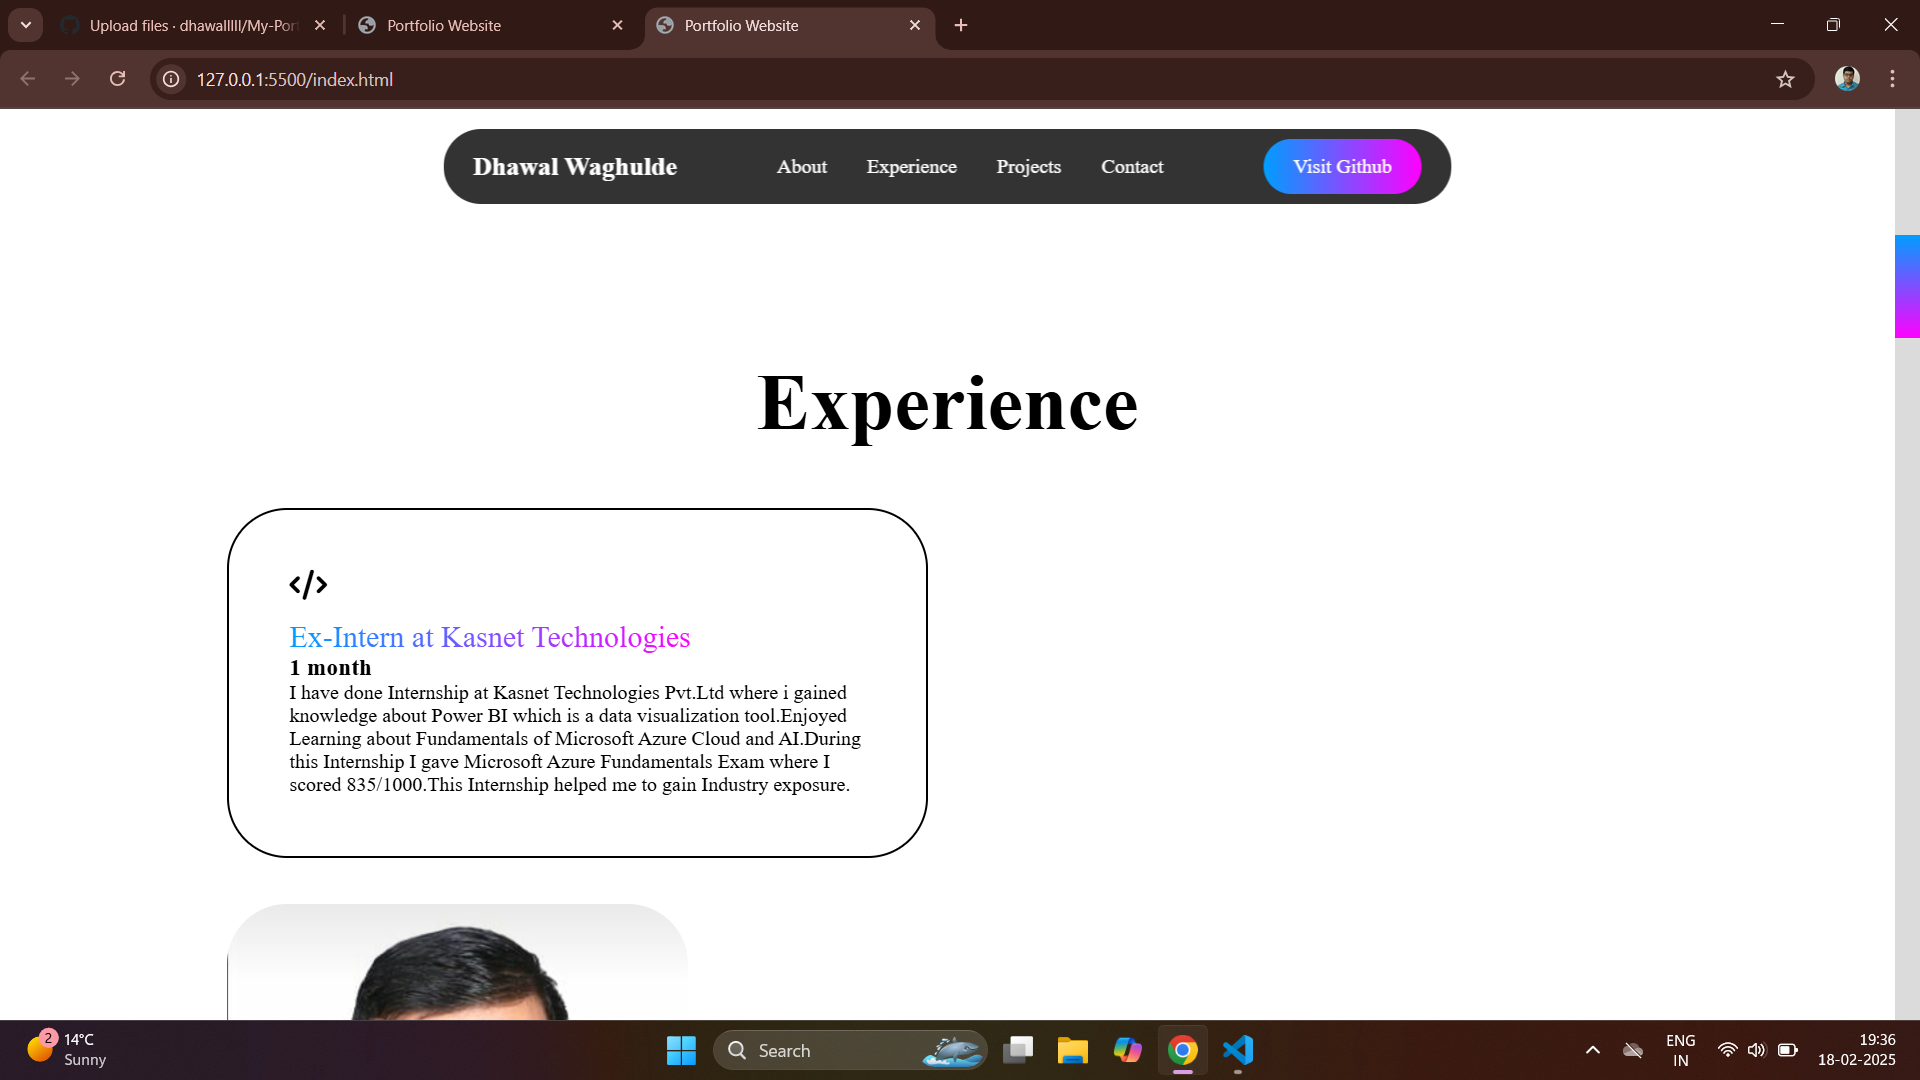 Upload files · dhawalllll/My-Por
Portfolio Website
Portfolio Website
127.0.0.1:5500/index.html
Dhawal Waghulde
About
Experience
Projects
Contact
Visit Github
Experience
</>
Ex-Intern at Kasnet Technologies
1 month
I have done Internship at Kasnet Technologies Pvt.Ltd where i gained
knowledge about Power BI which is a data visualization tool.Enjoyed
Learning about Fundamentals of Microsoft Azure Cloud and AI.During
this Internship I gave Microsoft Azure Fundamentals Exam where I
scored 835/1000.This Internship helped me to gain Industry exposure.
2
14°C
Sunny
Search
ENG
IN
19:36
18-02-2025